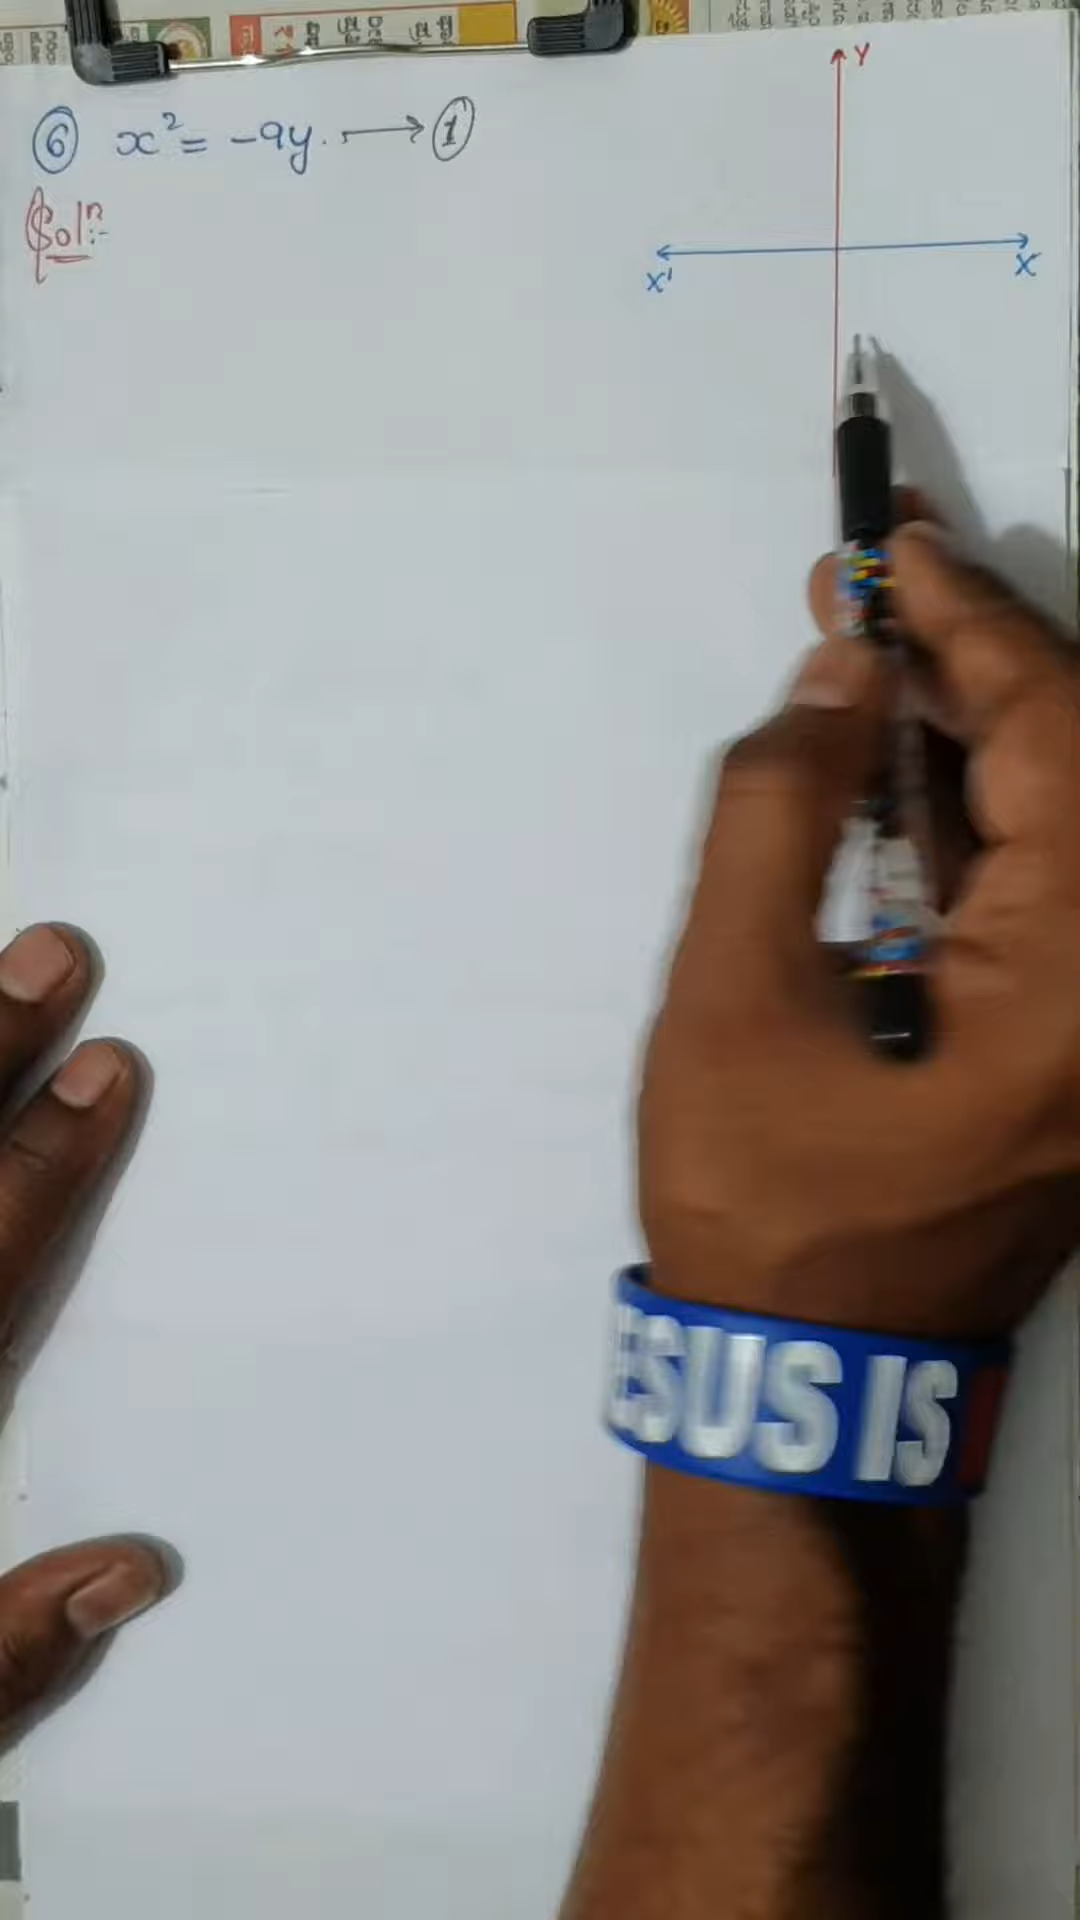 ⑥ x² = -9y. ⟶ ①
Solⁿ:-
Y
X' X
ESUS IS